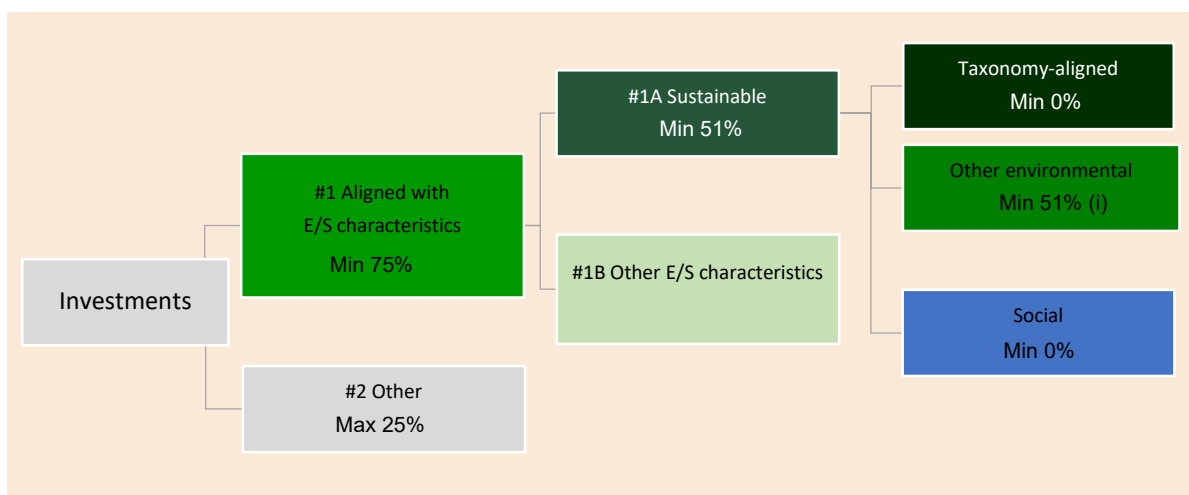 Investments
#1 Aligned with
E/S characteristics
Min 75%
#2 Other
Max 25%
#1A Sustainable
Min 51%
#1B Other E/S characteristics
Taxonomy-aligned
Min 0%
Other environmental
Min 51% (i)
Social
Min 0%